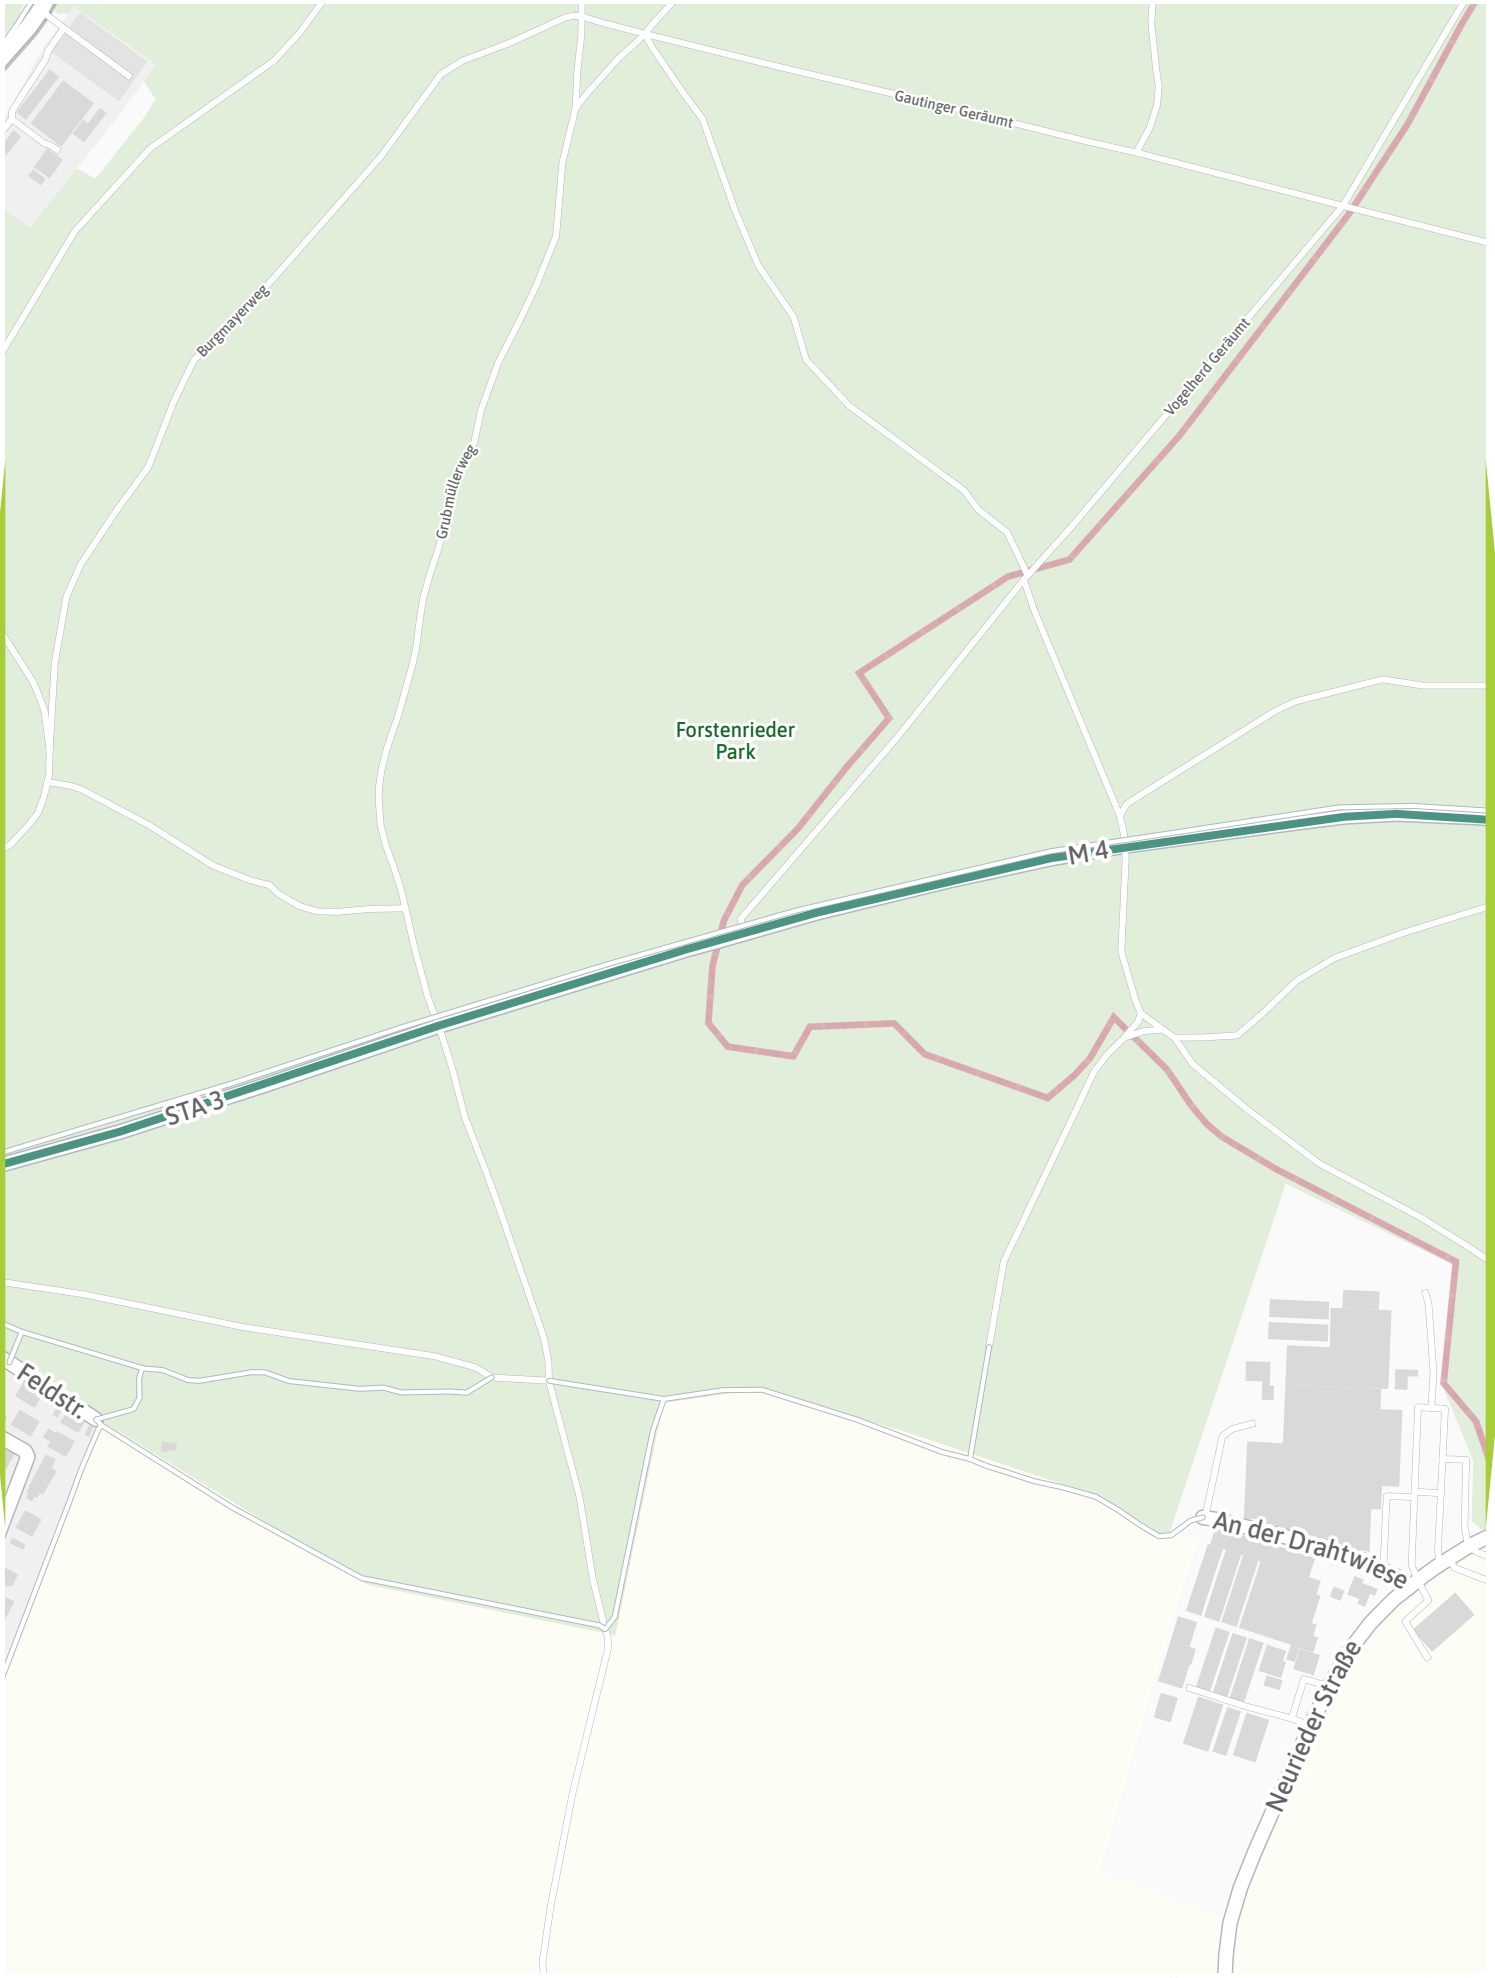 Gautinger Geräumt
Burgmayerweg
Vogelherd Geräumt
Grubmüllerweg
Forstenrieder
Park
M 4
STA 3
Feldstr.
An der Drahtwiese
Neurieder Straße